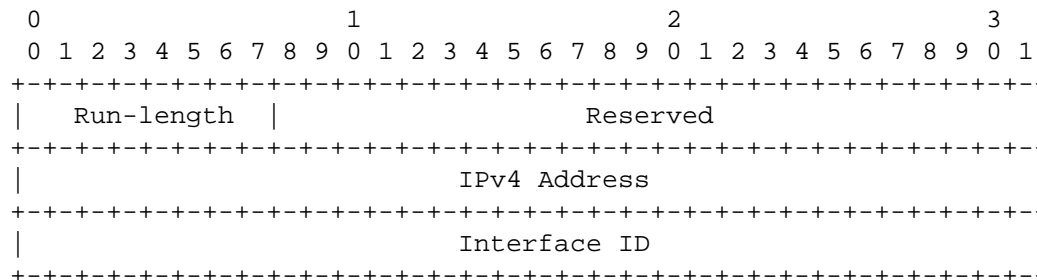 0 1 2 3
0 1 2 3 4 5 6 7 8 9 0 1 2 3 4 5 6 7 8 9 0 1 2 3 4 5 6 7 8 9 0 1
+-+-+-+-+-+-+-+-+-+-+-+-+-+-+-+-+-+-+-+-+-+-+-+-+-+-+-+-+-+-+-+-+-
| Run-length | Reserved
+-+-+-+-+-+-+-+-+-+-+-+-+-+-+-+-+-+-+-+-+-+-+-+-+-+-+-+-+-+-+-+-+-
| IPv4 Address
+-+-+-+-+-+-+-+-+-+-+-+-+-+-+-+-+-+-+-+-+-+-+-+-+-+-+-+-+-+-+-+-+-
| Interface ID
+-+-+-+-+-+-+-+-+-+-+-+-+-+-+-+-+-+-+-+-+-+-+-+-+-+-+-+-+-+-+-+-+-